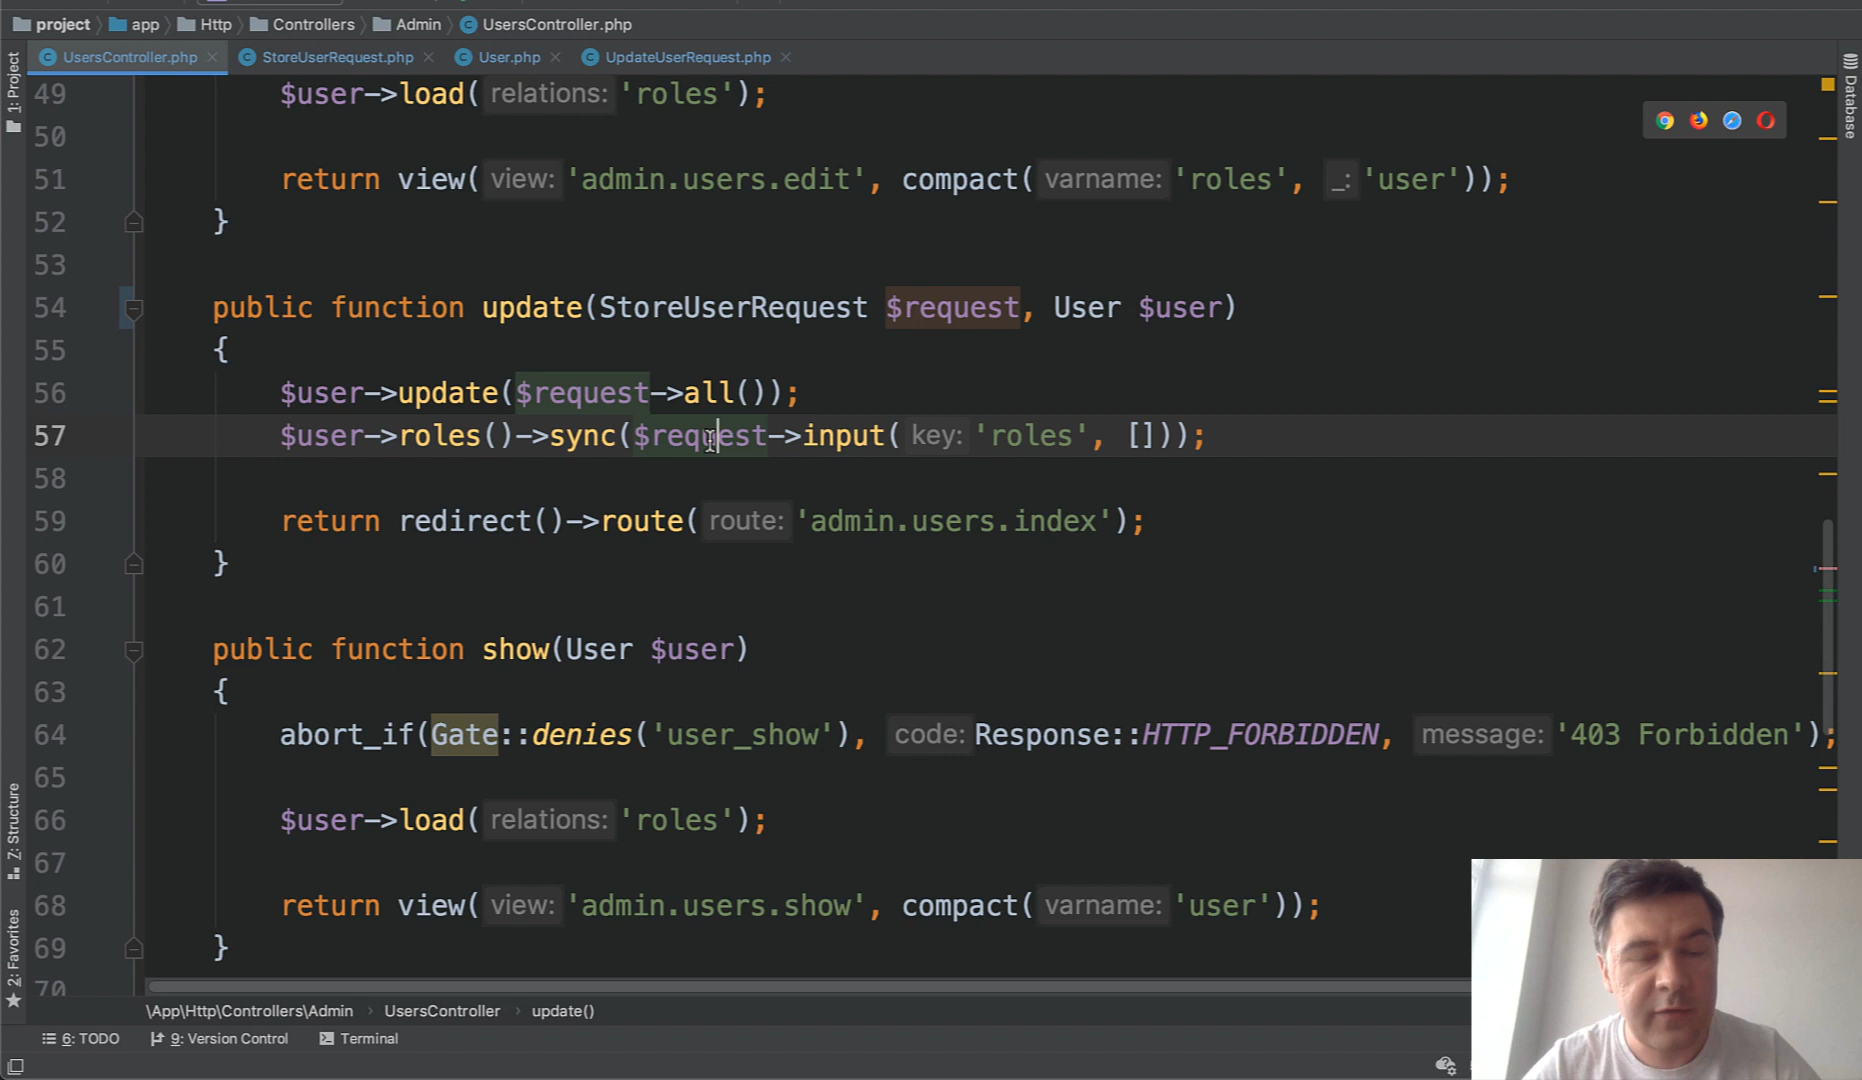 project app Http Controllers Admin UsersController.php
UsersController.php StoreUserRequest.php User.php UpdateUserRequest.php
1: Project
Database
49 $user->load( relations: 'roles');
50
51 return view( view: 'admin.users.edit', compact( varname: 'roles', _: 'user'));
52 }
53
54 public function update(StoreUserRequest $request, User $user)
55 {
56 $user->update($request->all());
57 $user->roles()->sync($request->input( key: 'roles', []));
58
59 return redirect()->route( route: 'admin.users.index');
60 }
61
62 public function show(User $user)
63 {
64 abort_if(Gate::denies('user_show'), code: Response::HTTP_FORBIDDEN, message: '403 Forbidden');
65
66 $user->load( relations: 'roles');
67
68 return view( view: 'admin.users.show', compact( varname: 'user'));
69 }
70
Z: Structure
2: Favorites
\App\Http\Controllers\Admin › UsersController › update()
6: TODO 9: Version Control Terminal